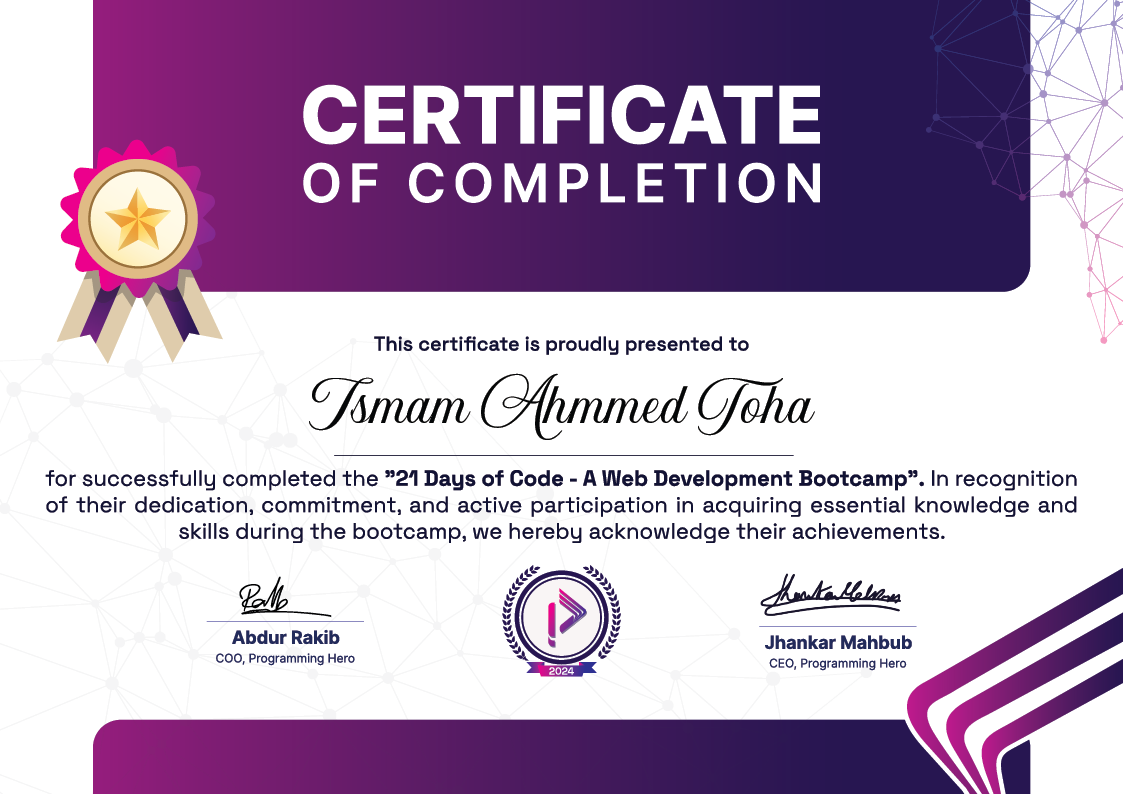 CERTIFICATE
OF COMPLETION
This certificate is proudly presented to
Ismam Ahmmed Toha
for successfully completed the ”21 Days of Code - A Web Development Bootcamp”. In recognition
of their dedication, commitment, and active participation in acquiring essential knowledge and
skills during the bootcamp, we hereby acknowledge their achievements.
Abdur Rakib
COO, Programming Hero
2024
Jhankar Mahbub
CEO, Programming Hero